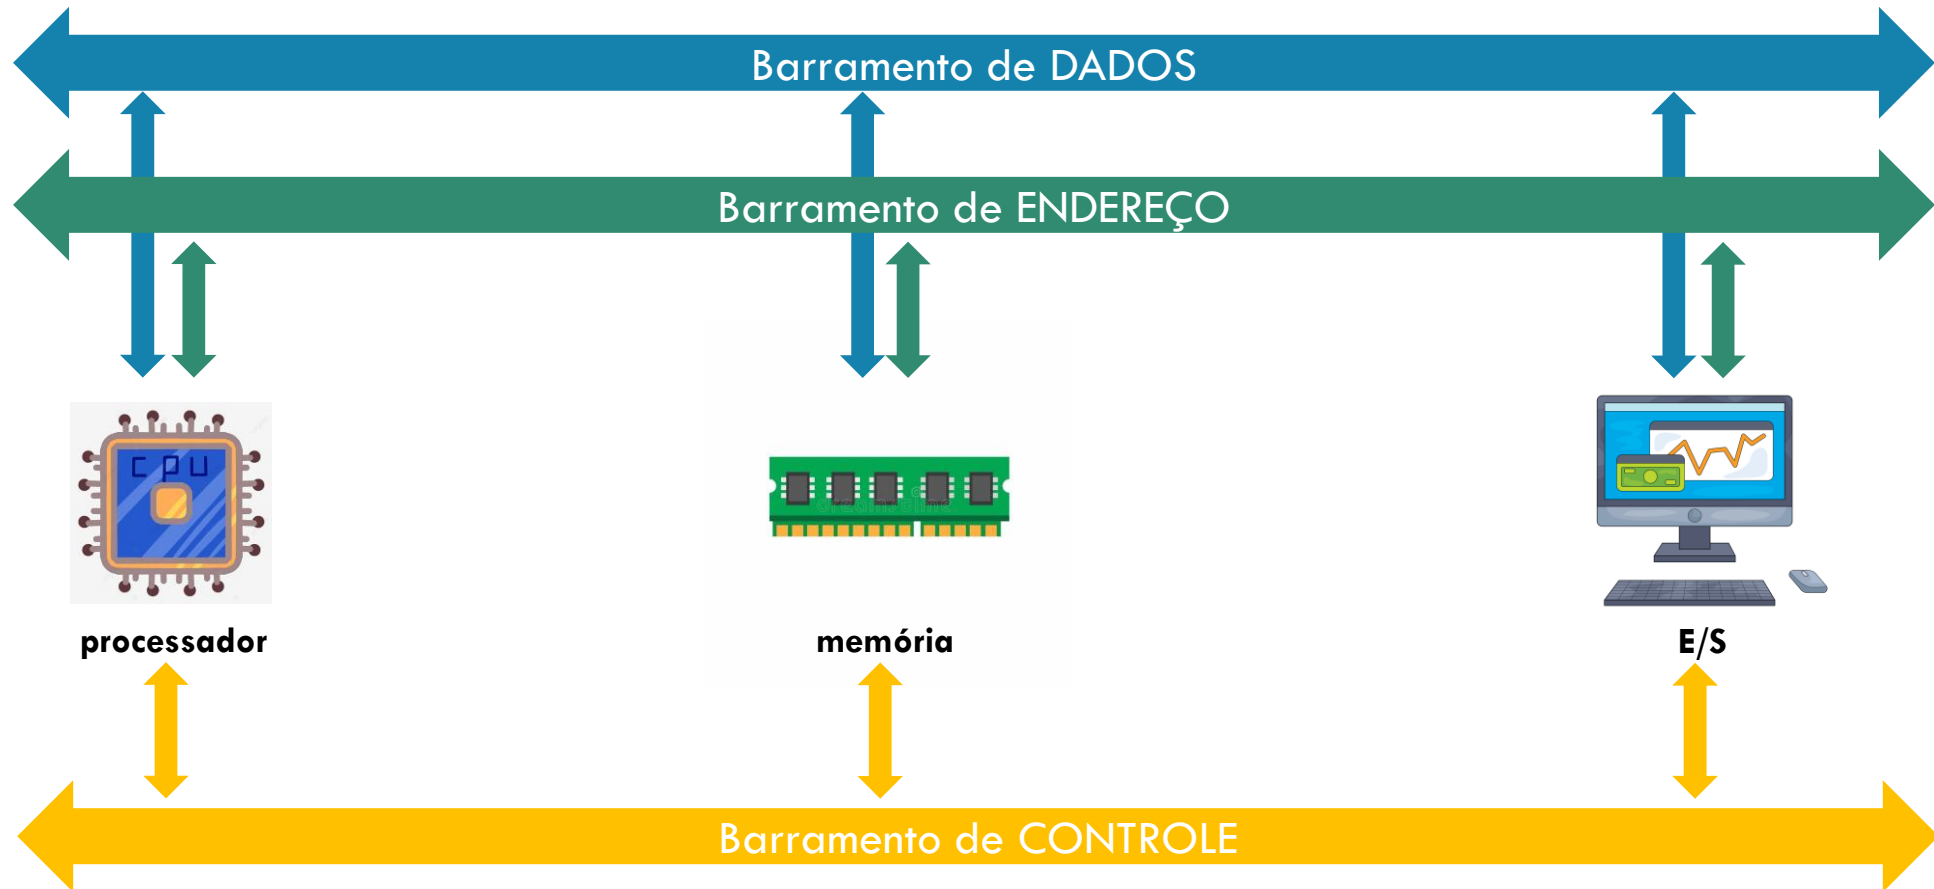 Barramento de DADOS
Barramento de ENDEREÇO
cpu
processador
memória
E/S
Barramento de CONTROLE